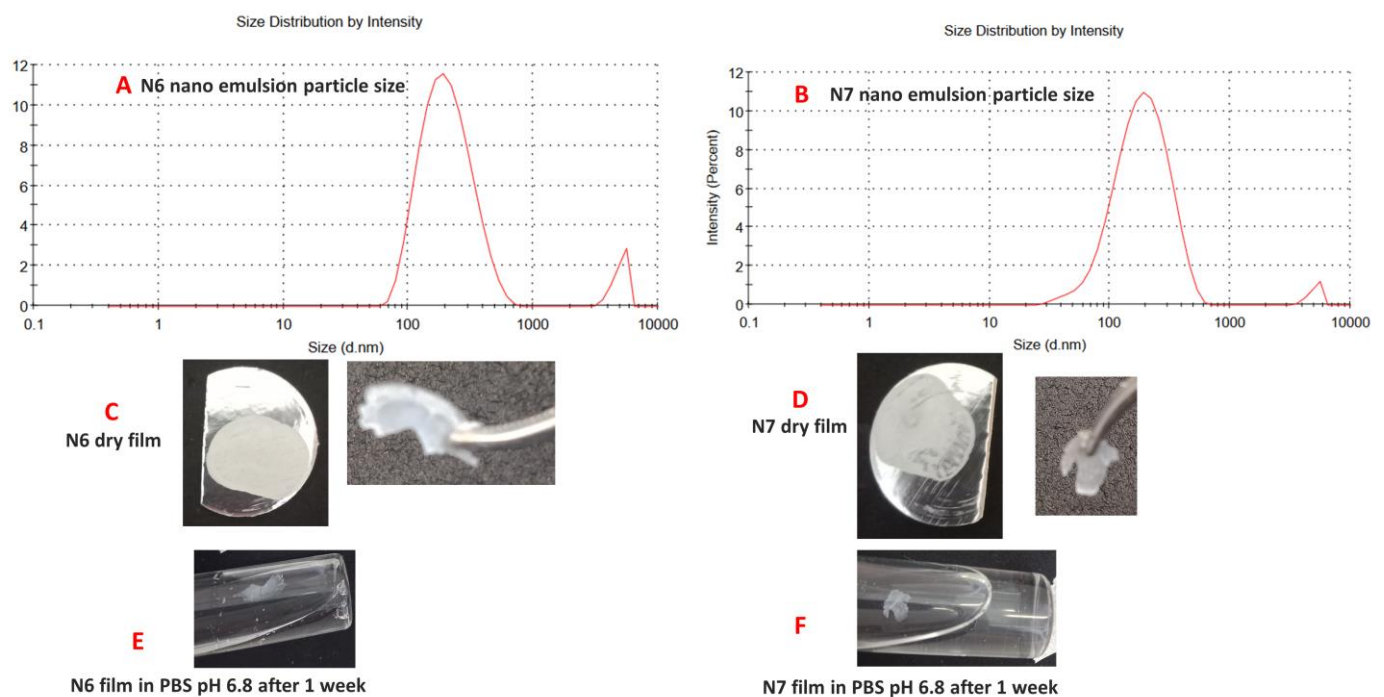 Size Distribution by Intensity
12
10
8
6
4
2
0
0.1 1 10 100 1000 10000
Size (d.nm)
A N6 nano emulsion particle size
Size Distribution by Intensity
12
10
8
6
4
2
0
Intensity (Percent)
0.1 1 10 100 1000 10000
Size (d.nm)
B N7 nano emulsion particle size
C
N6 dry film
D
N7 dry film
E
N6 film in PBS pH 6.8 after 1 week
F
N7 film in PBS pH 6.8 after 1 week